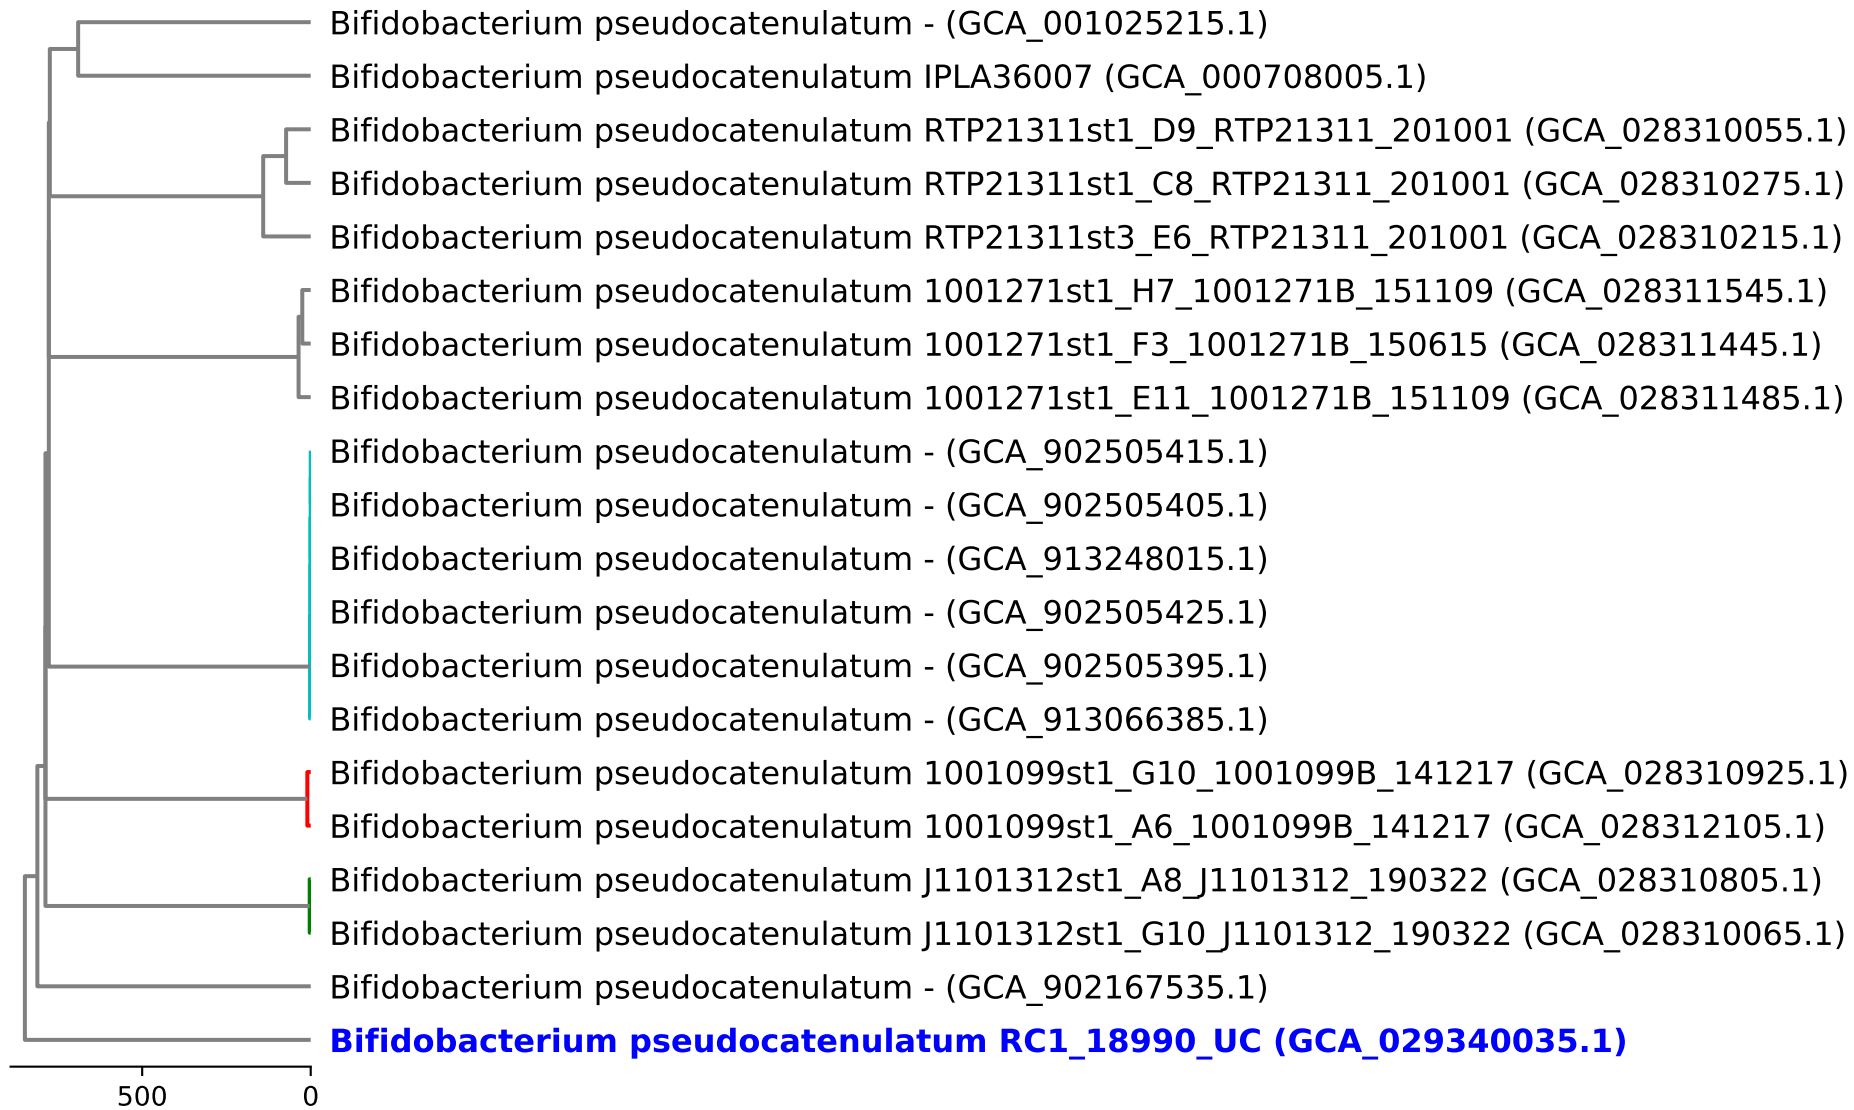 Bifidobacterium pseudocatenulatum - (GCA_001025215.1)
Bifidobacterium pseudocatenulatum IPLA36007 (GCA_000708005.1)
Bifidobacterium pseudocatenulatum RTP21311st1_D9_RTP21311_201001 (GCA_028310055.1)
Bifidobacterium pseudocatenulatum RTP21311st1_C8_RTP21311_201001 (GCA_028310275.1)
Bifidobacterium pseudocatenulatum RTP21311st3_E6_RTP21311_201001 (GCA_028310215.1)
Bifidobacterium pseudocatenulatum 1001271st1_H7_1001271B_151109 (GCA_028311545.1)
Bifidobacterium pseudocatenulatum 1001271st1_F3_1001271B_150615 (GCA_028311445.1)
Bifidobacterium pseudocatenulatum 1001271st1_E11_1001271B_151109 (GCA_028311485.1)
Bifidobacterium pseudocatenulatum - (GCA_902505415.1)
Bifidobacterium pseudocatenulatum - (GCA_902505405.1)
Bifidobacterium pseudocatenulatum - (GCA_913248015.1)
Bifidobacterium pseudocatenulatum - (GCA_902505425.1)
Bifidobacterium pseudocatenulatum - (GCA_902505395.1)
Bifidobacterium pseudocatenulatum - (GCA_913066385.1)
Bifidobacterium pseudocatenulatum 1001099st1_G10_1001099B_141217 (GCA_028310925.1)
Bifidobacterium pseudocatenulatum 1001099st1_A6_1001099B_141217 (GCA_028312105.1)
Bifidobacterium pseudocatenulatum J1101312st1_A8_J1101312_190322 (GCA_028310805.1)
Bifidobacterium pseudocatenulatum J1101312st1_G10_J1101312_190322 (GCA_028310065.1)
Bifidobacterium pseudocatenulatum - (GCA_902167535.1)
Bifidobacterium pseudocatenulatum RC1_18990_UC (GCA_029340035.1)
500 0